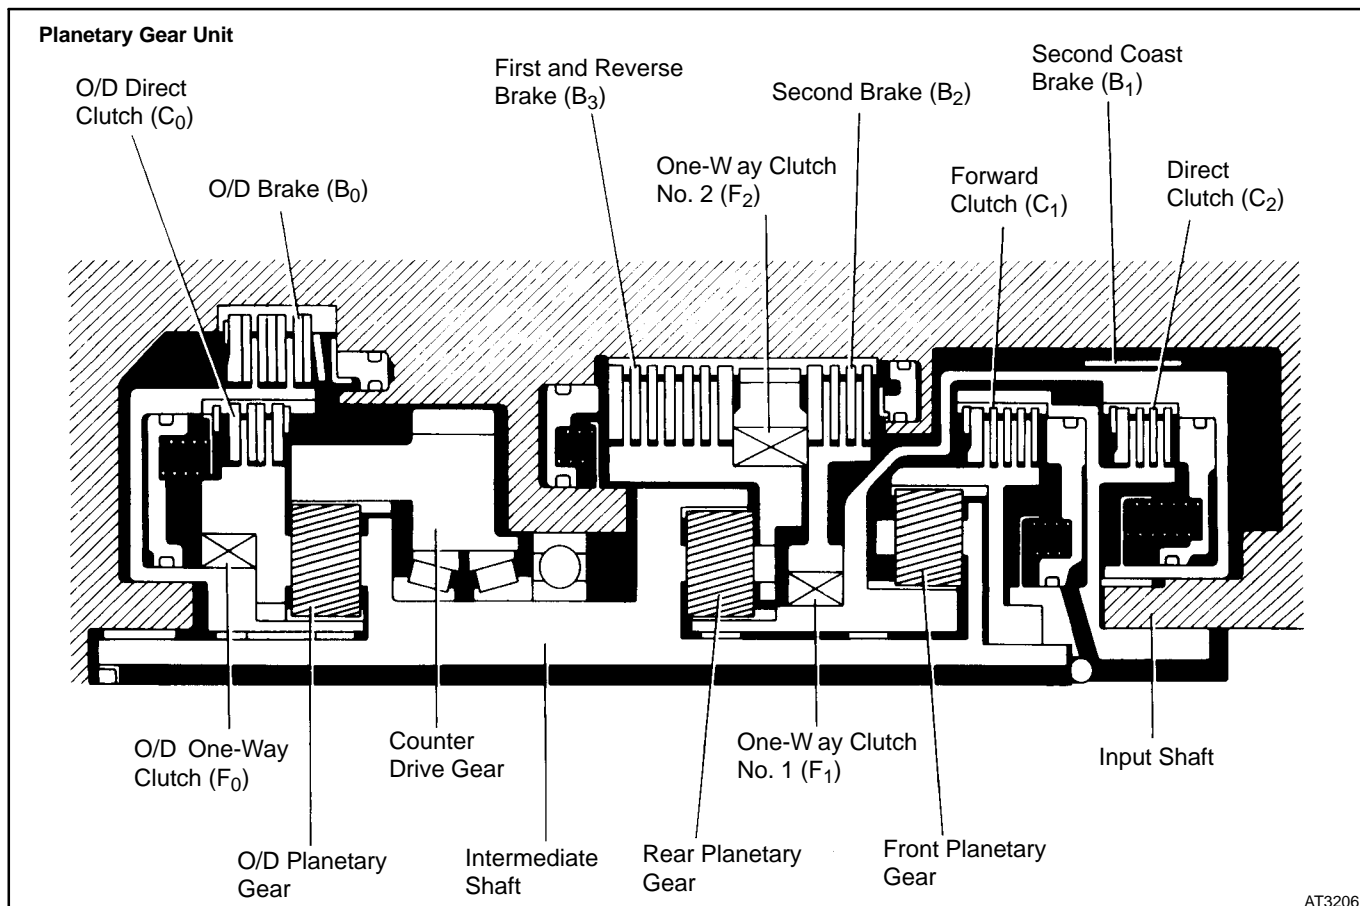 Planetary Gear Unit
O/D Direct
Clutch (C0)
O/D Brake (B0)
First and Reverse
Brake (B3)
One-W ay Clutch
No. 2 (F2)
Second Brake (B2)
Second Coast
Brake (B1)
Forward
Clutch (C1)
Direct
Clutch (C2)
O/D One-Way
Clutch (F0)
O/D Planetary
Gear
Counter
Drive Gear
Intermediate
Shaft
Rear Planetary
Gear
One-W ay Clutch
No. 1 (F1)
Front Planetary
Gear
Input Shaft
AT3206